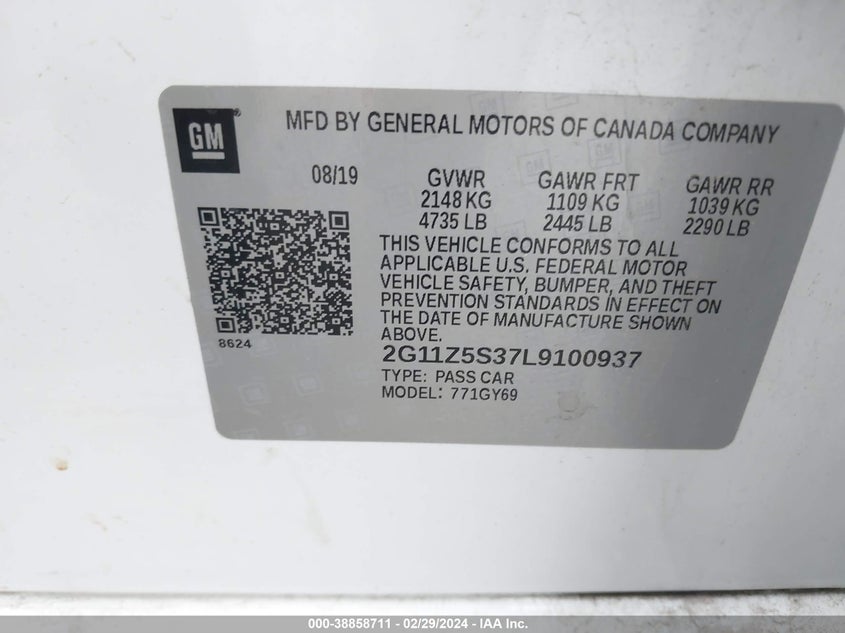 GM
MFD BY GENERAL MOTORS OF CANADA COMPANY
08/19 GVWR GAWR FRT GAWR RR
2148 KG 1109 KG 1039 KG
4735 LB 2445 LB 2290 LB
THIS VEHICLE CONFORMS TO ALL
APPLICABLE U.S. FEDERAL MOTOR
VEHICLE SAFETY, BUMPER, AND THEFT
PREVENTION STANDARDS IN EFFECT ON
THE DATE OF MANUFACTURE SHOWN
ABOVE.
8624
2G11Z5S37L9100937
TYPE: PASS CAR
MODEL: 771GY69
000-38858711 - 02/29/2024 - IAA Inc.